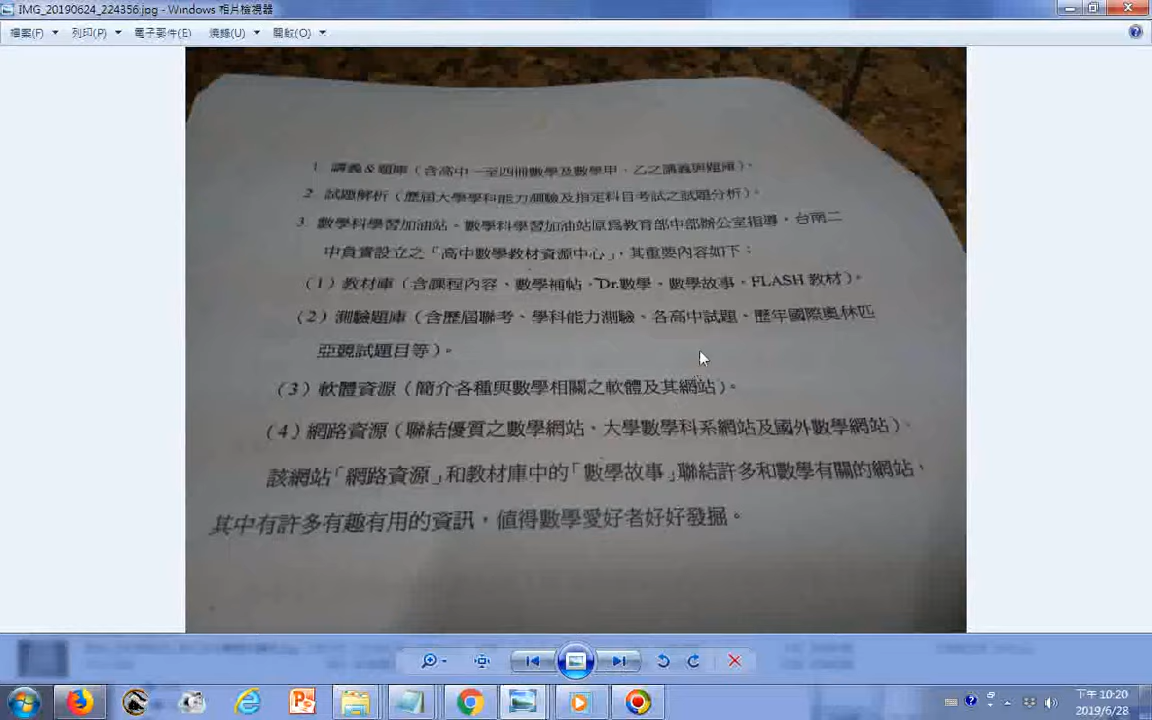 IMG_20190624_224356.jpg - Windows 相片檢視器
檔案(F) 列印(P) 電子郵件(E) 燒錄(U) 開啟(O)
1. 講義&題庫(含高中一至四冊數學及數學甲、乙之講義與題庫)、
2. 試題解析(歷屆大學學科能力測驗及指定科目考試之試題分析)。
3. 數學科學習加油站、數學科學習加油站原為教育部中部辦公室指導,台南二
中負責設立之「高中數學教材資源中心」,其重要內容如下:
(1)教材庫(含課程內容、數學補帖、Dr.數學、數學故事、FLASH 教材)。
(2)測驗題庫(含歷屆聯考、學科能力測驗、各高中試題、歷年國際奧林匹
亞競試題目等)。
(3)軟體資源(簡介各種與數學相關之軟體及其網站)。
(4)網路資源(聯結優質之數學網站、大學數學科系網站及國外數學網站)。
該網站「網路資源」和教材庫中的「數學故事」聯結許多和數學有關的網站,
其中有許多有趣有用的資訊,值得數學愛好者好好發掘。
下午 10:20
2019/6/28